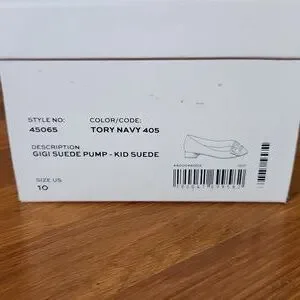 STYLE NO:
COLOR/CODE:
45065
TORY NAVY 405
DESCRIPTION
GIGI SUEDE PUMP - KID SUEDE
SIZE US
10